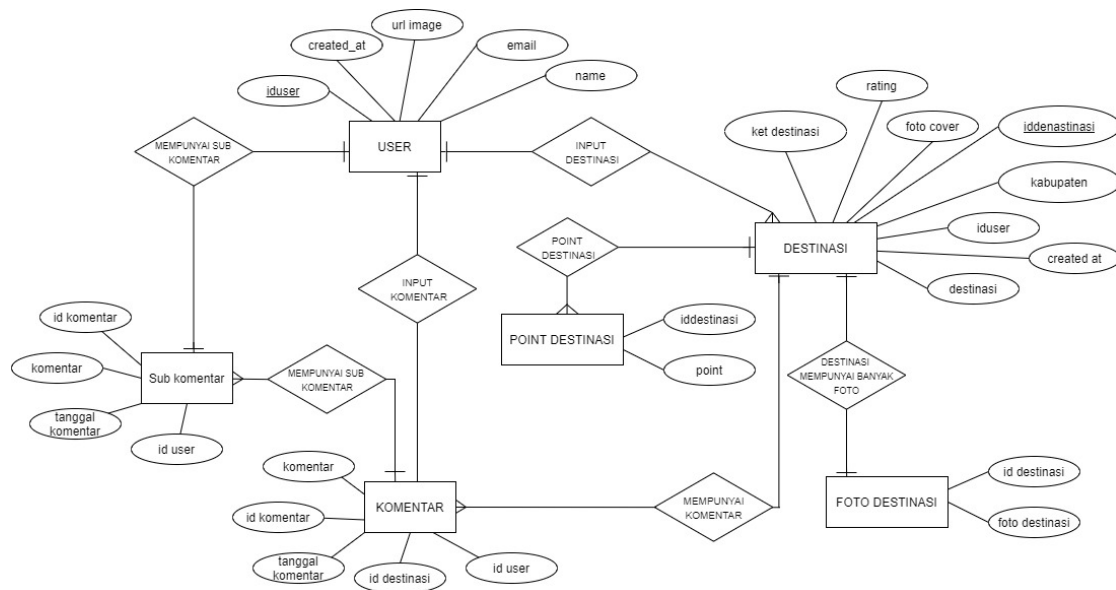 url image
created_at
email
name
iduser
rating
ket destinasi
foto cover
iddenastinasi
MEMPUNYAI SUB
KOMENTAR
USER
INPUT
DESTINASI
kabupaten
iduser
POINT
DESTINASI
DESTINASI
created at
destinasi
INPUT
KOMENTAR
id komentar
iddestinasi
POINT DESTINASI
point
komentar
Sub komentar
MEMPUNYAI SUB
KOMENTAR
DESTINASI
MEMPUNYAI BANYAK
FOTO
tanggal
komentar
id user
komentar
id destinasi
id komentar
KOMENTAR
MEMPUNYAI
KOMENTAR
FOTO DESTINASI
foto destinasi
tanggal
komentar
id destinasi
id user